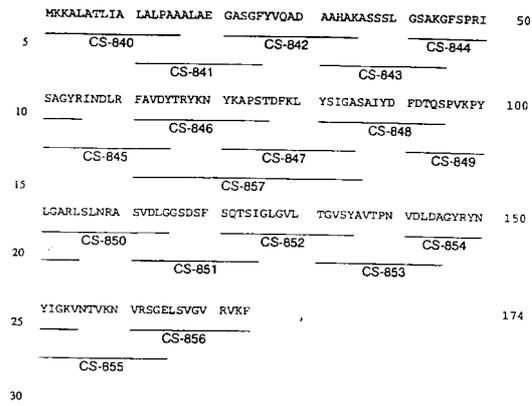 MKKALATLIA LALPAAALAE GASGFYVQAD AAHAKASSSL GSAKGFSPRI 50
5 CS-840 CS-842 CS-844
CS-841 CS-843
10 SAGYRINDLR FAVDYTRYKN YKAPSTDFKL YSIGASAIYD FDTQSPVKPY 100
CS-846 CS-848
CS-845 CS-847 CS-849
15 CS-857
LGARLSLNRA SVDLGGSDSF SQTSIGLGVL TGVSYAVTPN VDLDAGYRYN 150
CS-850 CS-852 CS-854
20 CS-851 CS-853
25 YIGKVNTVKN VRSGELSVGV RVKF 174
CS-856
CS-855
30